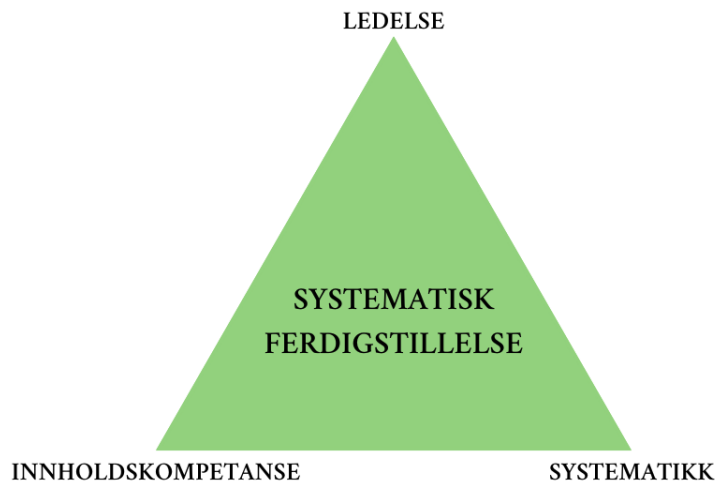 LEDELSE
SYSTEMATISK
FERDIGSTILLELSE
INNHOLDSKOMPETANSE
SYSTEMATIKK